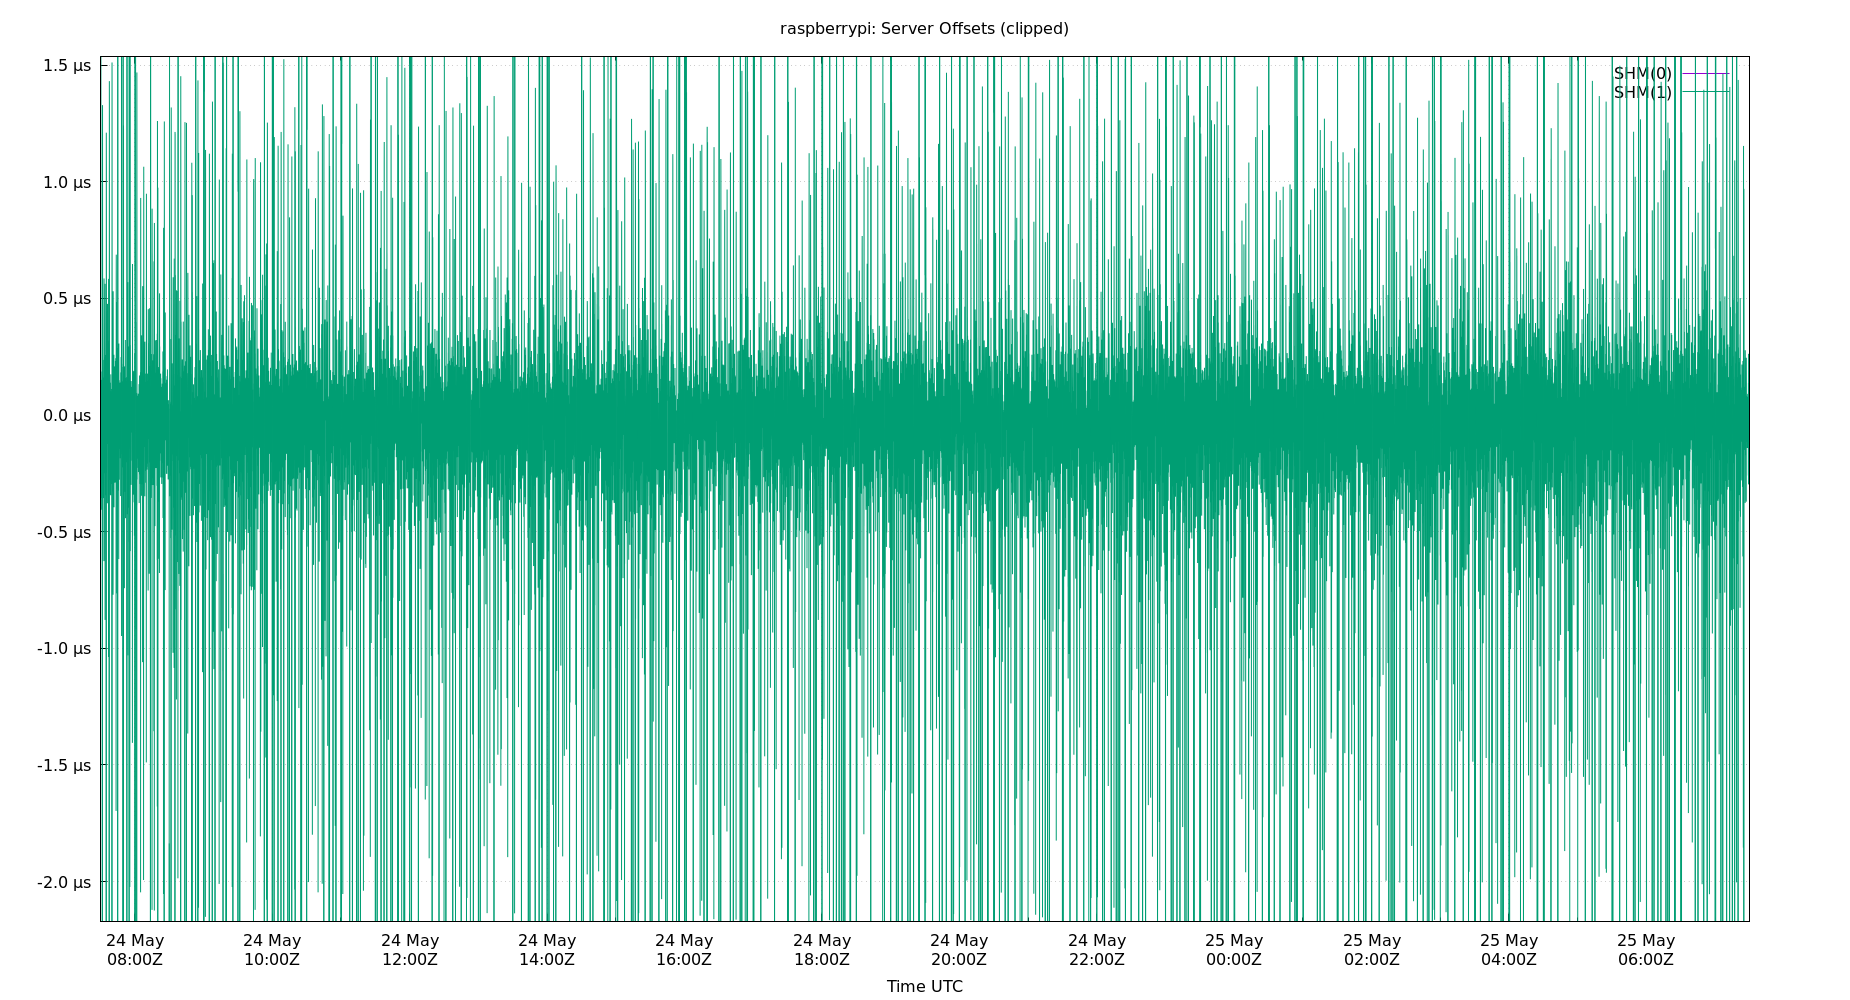 raspberrypi: Server Offsets (clipped)
SHM(0)
SHM(1)
1.5 µs
1.0 µs
0.5 µs
0.0 µs
-0.5 µs
-1.0 µs
-1.5 µs
-2.0 µs
24 May 24 May 24 May 24 May 24 May 24 May 24 May 24 May 25 May 25 May 25 May 25 May
08:00Z 10:00Z 12:00Z 14:00Z 16:00Z 18:00Z 20:00Z 22:00Z 00:00Z 02:00Z 04:00Z 06:00Z
Time UTC